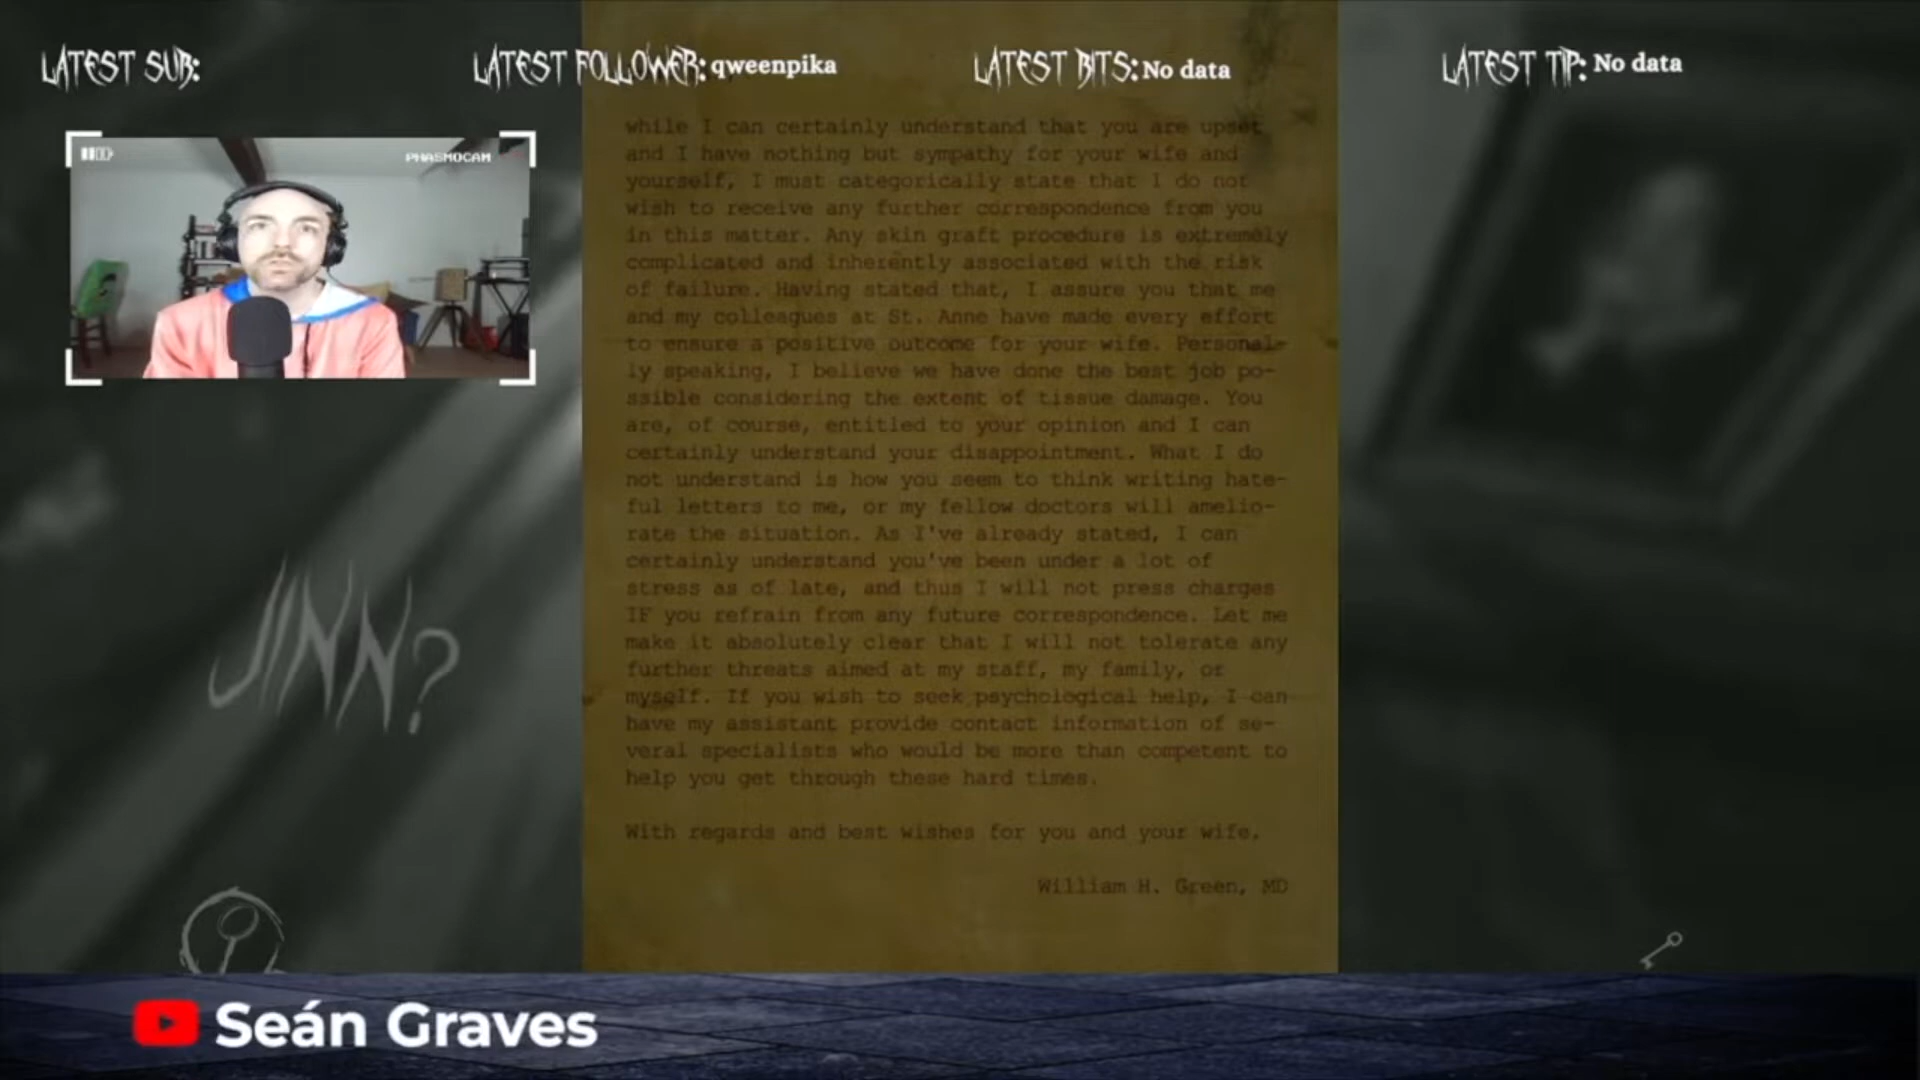 LATEST SUB:
LATEST FOLLOWER: qweenpika
LATEST BITS: No data
LATEST TIP: No data
PHASMOCAM
while I can certainly understand that you are upset
and I have nothing but sympathy for your wife and
yourself, I must categorically state that I do not
wish to receive any further correspondence from you
in this matter. Any skin graft procedure is extremely
complicated and inherently associated with the risk
of failure. Having stated that, I assure you that me
and my colleagues at St. Anne have made every effort
to ensure a positive outcome for your wife. Personal-
ly speaking, I believe we have done the best job po-
ssible considering the extent of tissue damage. You
are, of course, entitled to your opinion and I can
certainly understand your disappointment. What I do
not understand is how you seem to think writing hate-
ful letters to me, or my fellow doctors will amelio-
rate the situation. As I've already stated, I can
certainly understand you've been under a lot of
stress as of late, and thus I will not press charges
IF you refrain from any future correspondence. Let me
make it absolutely clear that I will not tolerate any
further threats aimed at my staff, my family, or
myself. If you wish to seek psychological help, I can
have my assistant provide contact information of se-
veral specialists who would be more than competent to
help you get through these hard times.
With regards and best wishes for you and your wife,
William H. Green, MD
JINN?
Seán Graves